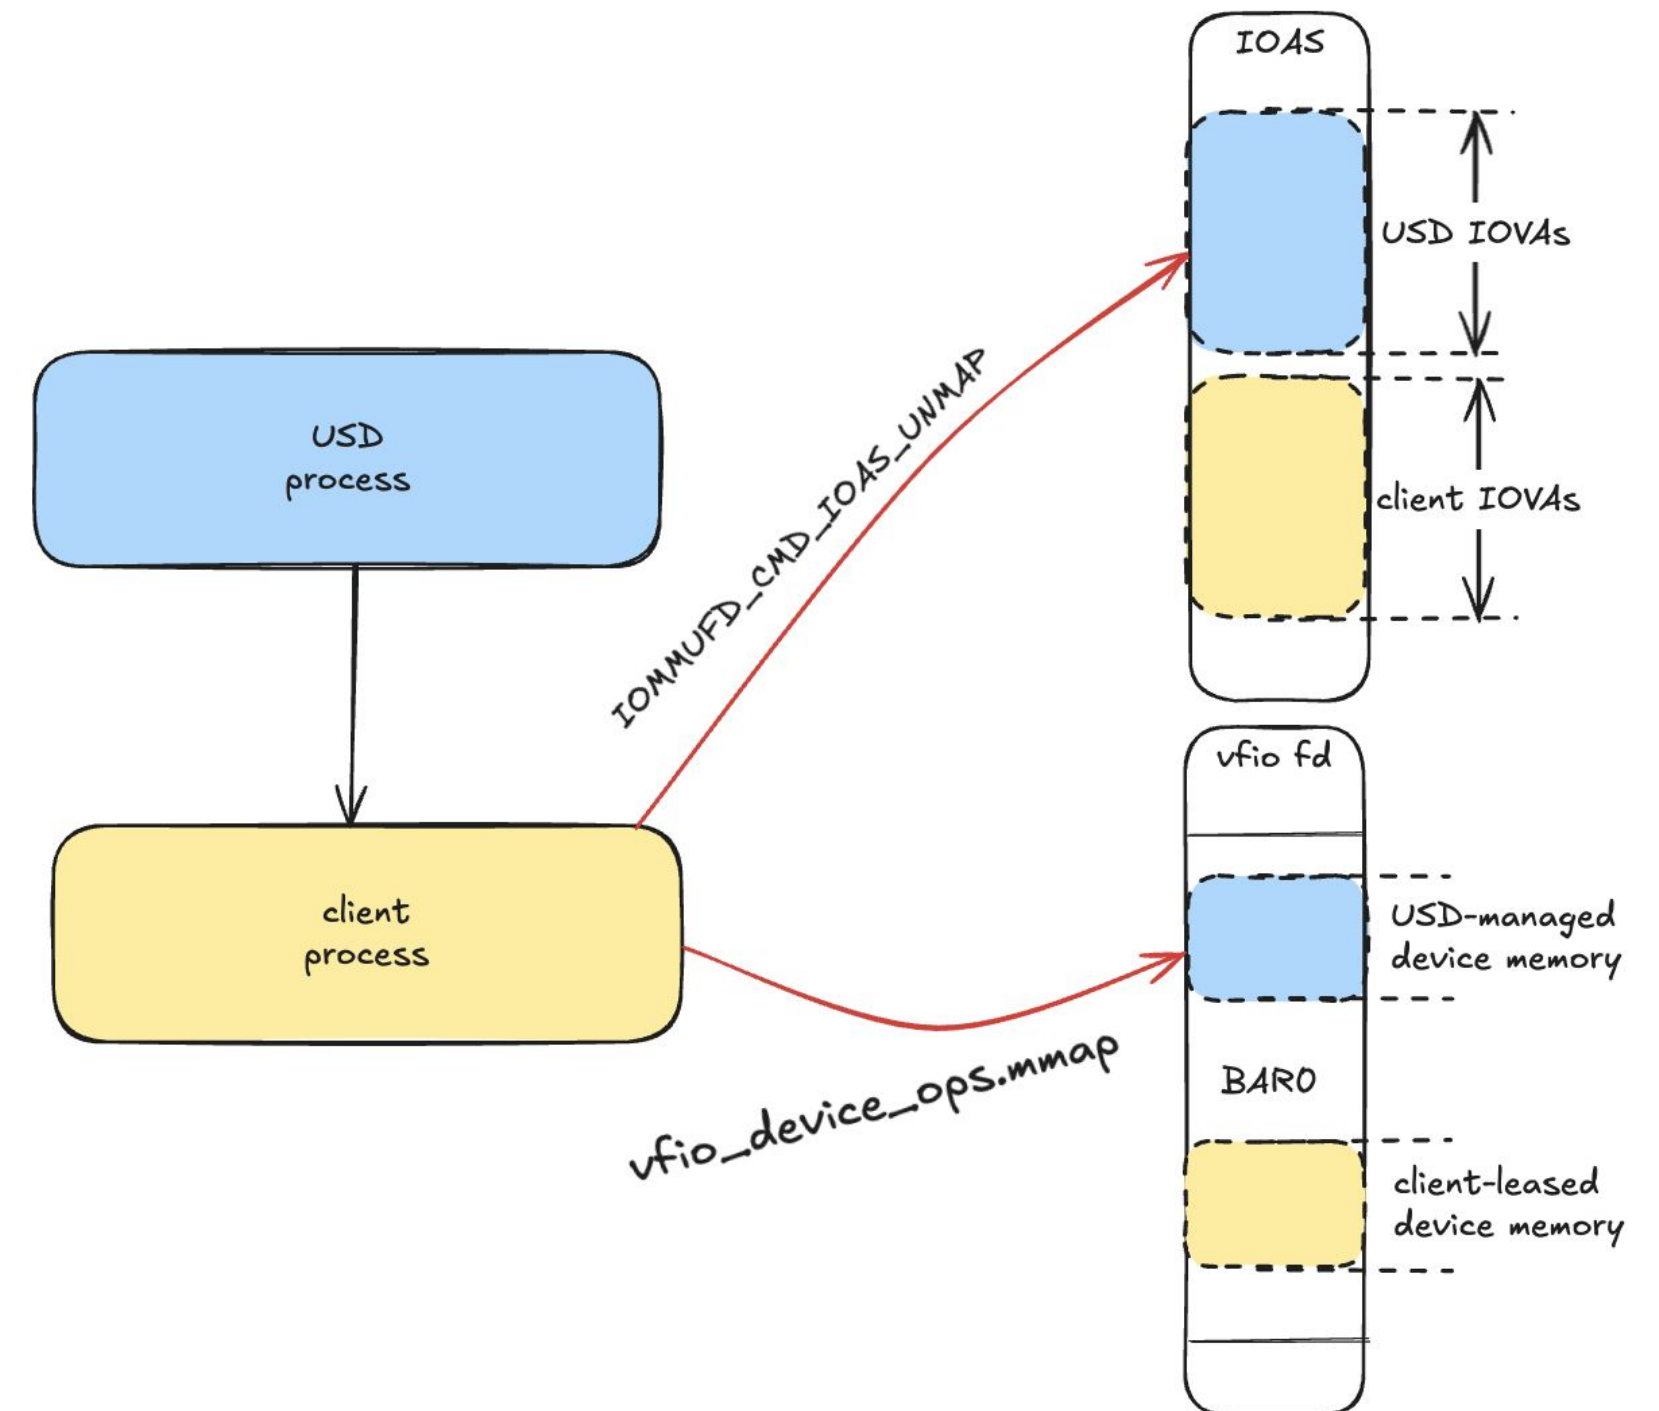 IOAS
USD IOVAs
USD
process
IOMMUFD_CMD_IOAS_UNMAP
client IOVAs
vfio fd
client
process
USD-managed
device memory
vfio_device_ops.mmap
BAR0
client-leased
device memory